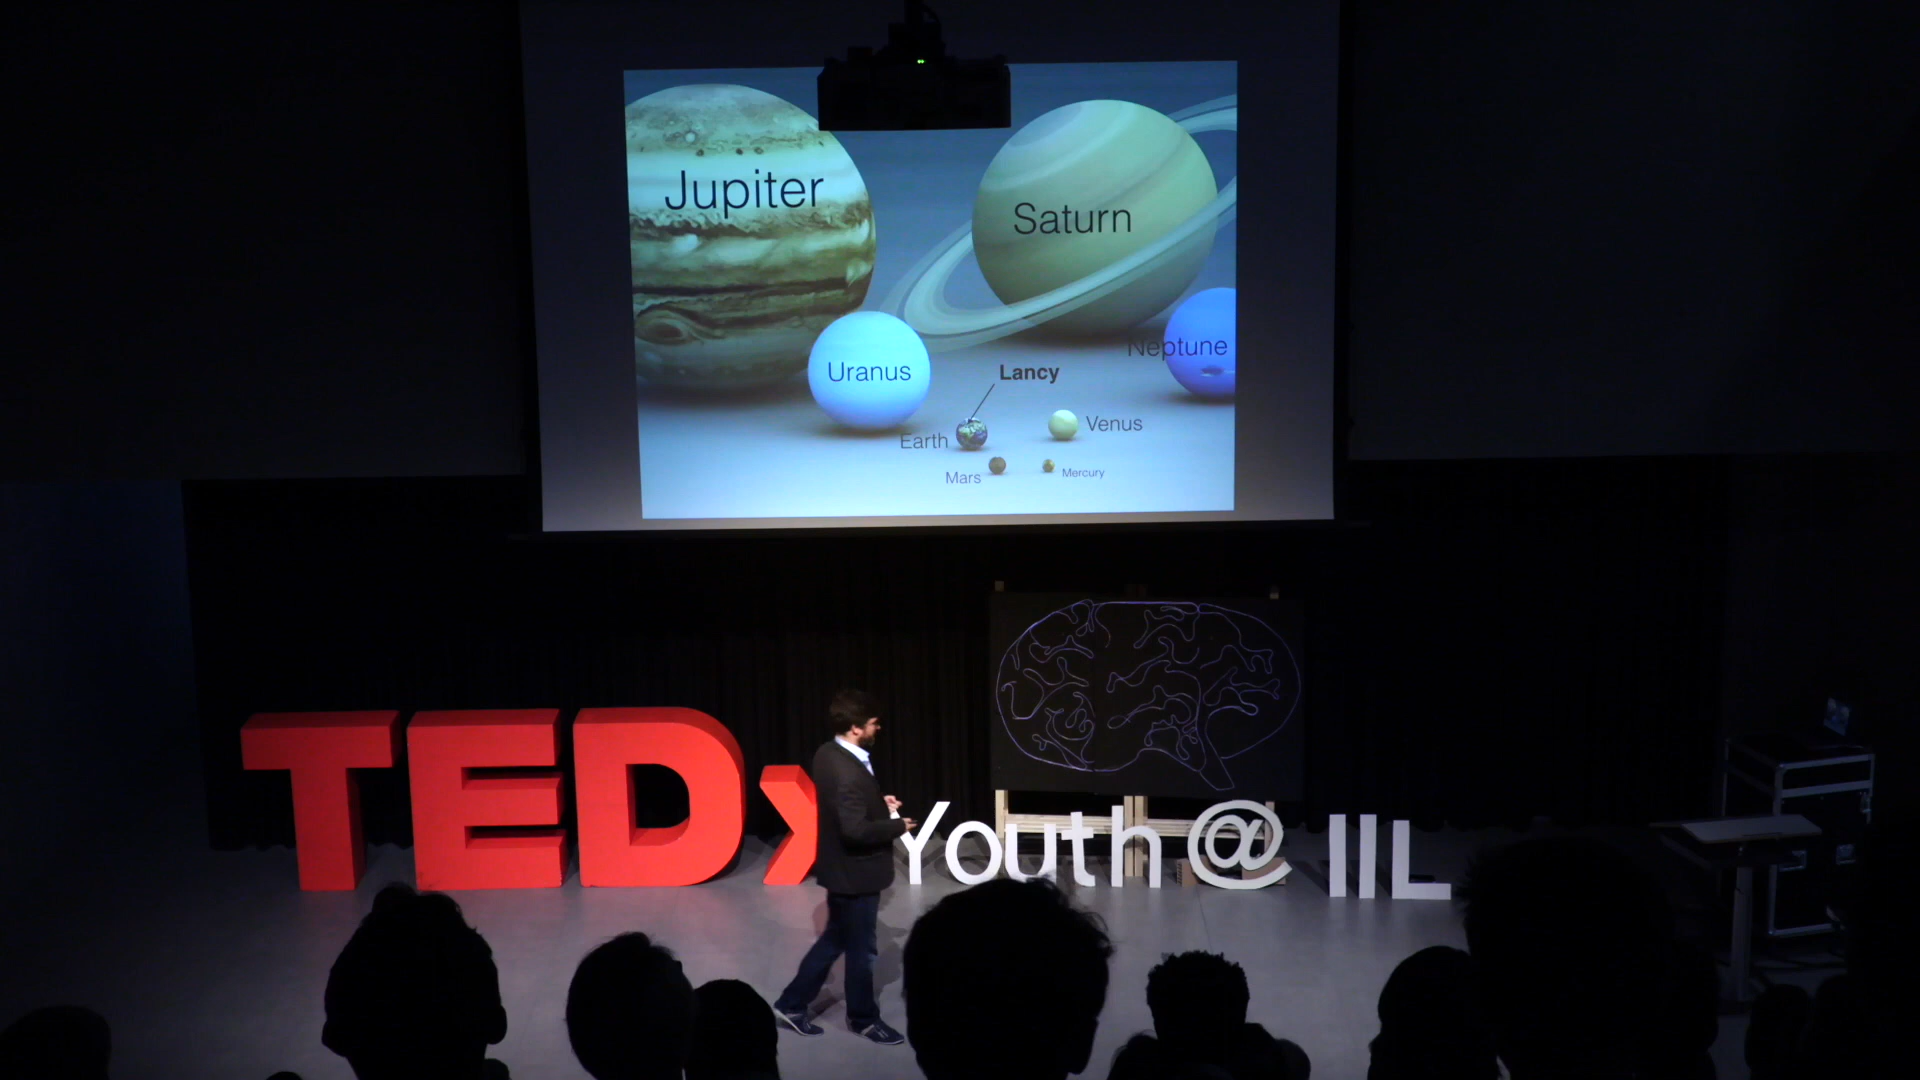 Jupiter
Saturn
Neptune
Uranus
Lancy
Earth
Venus
Mars
Mercury
TEDx Youth@IIL